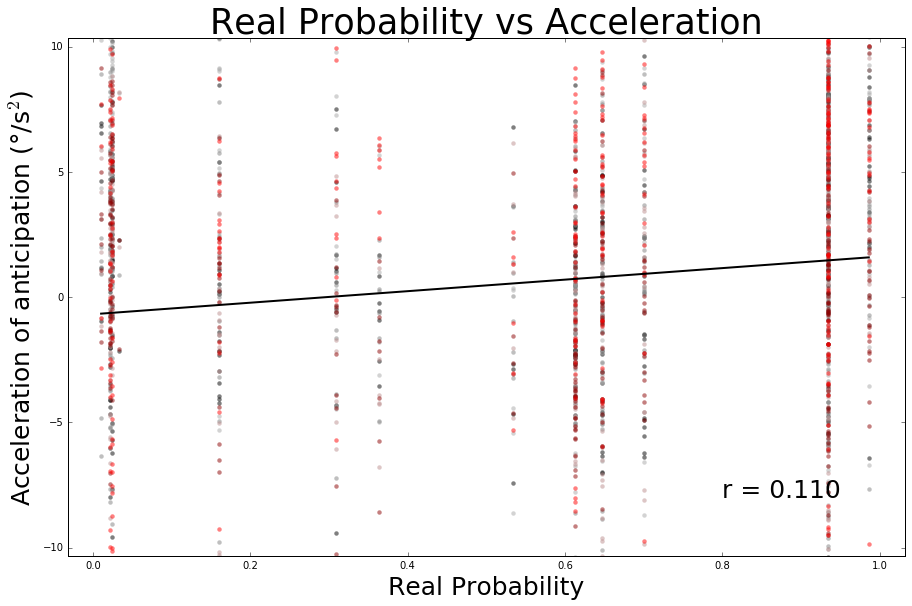 Real Probability vs Acceleration
Acceleration of anticipation (°/s²)
10
5
0
−5
−10
r = 0.110
0.0 0.2 0.4 0.6 0.8 1.0
Real Probability